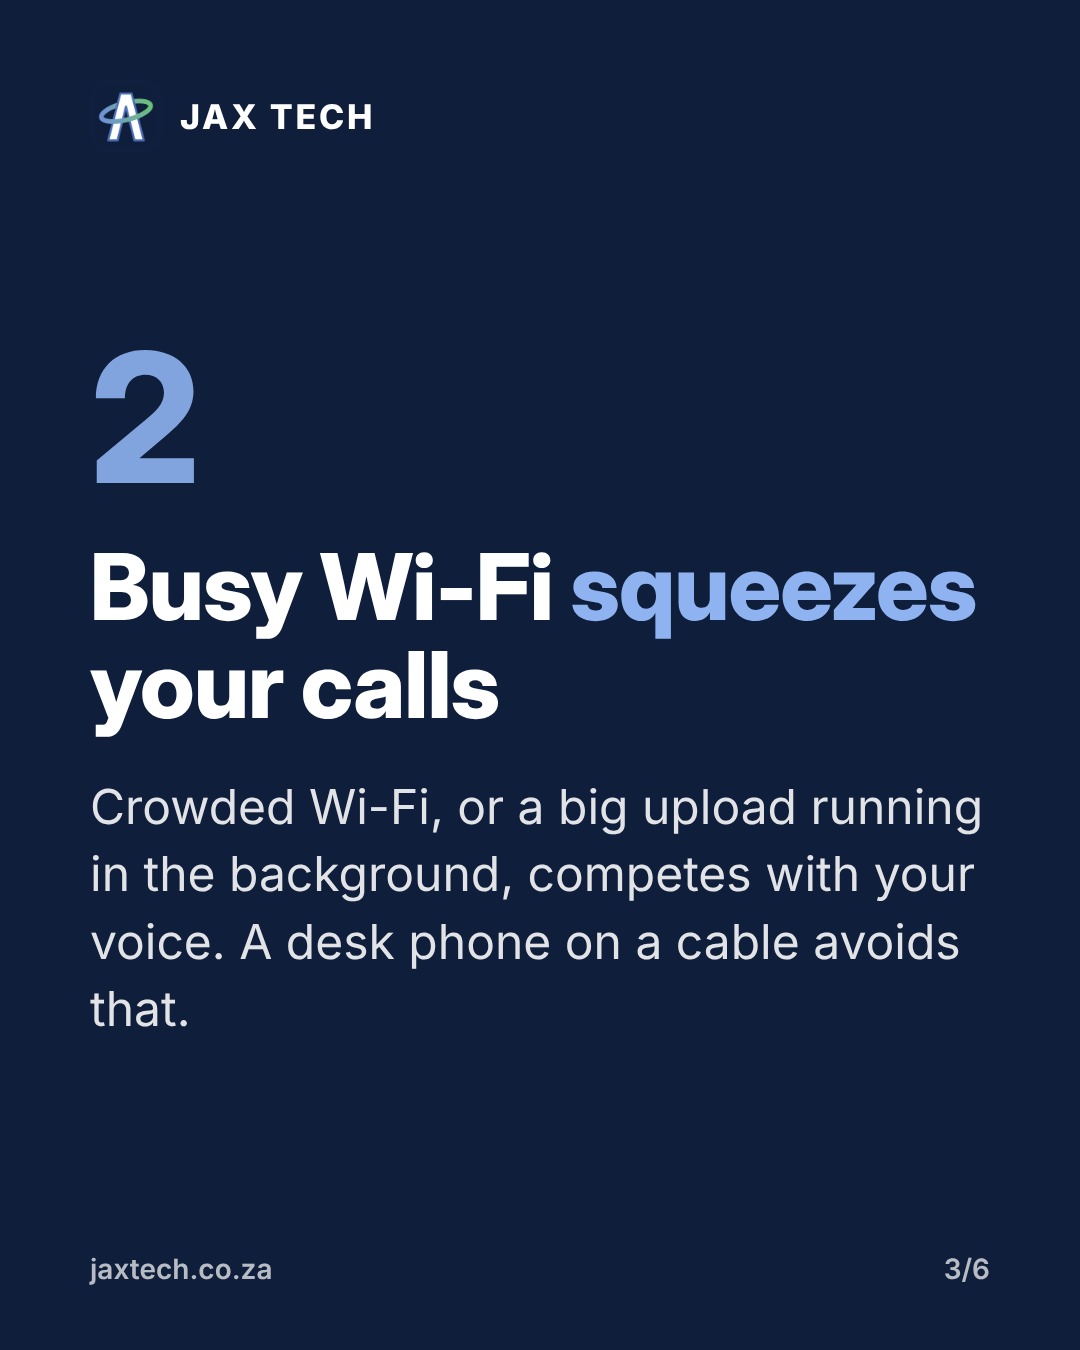 JAX TECH
2
Busy Wi-Fi squeezes
your calls
Crowded Wi-Fi, or a big upload running
in the background, competes with your
voice. A desk phone on a cable avoids
that.
jaxtech.co.za
3/6